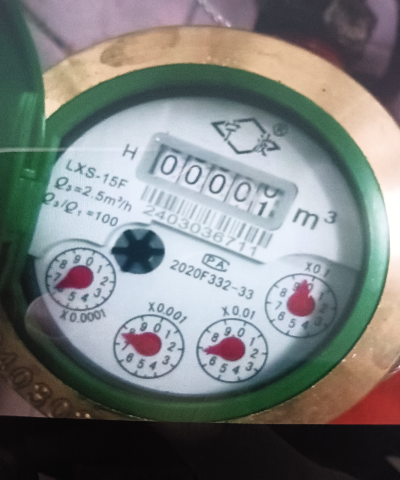 H 00001 m³
LXS-15F
Q₃=2.5m³/h
Q₃/Q₁=100
2403036711
PA
2020F332-33
X0.1
X0.01
X0.001
X0.0001